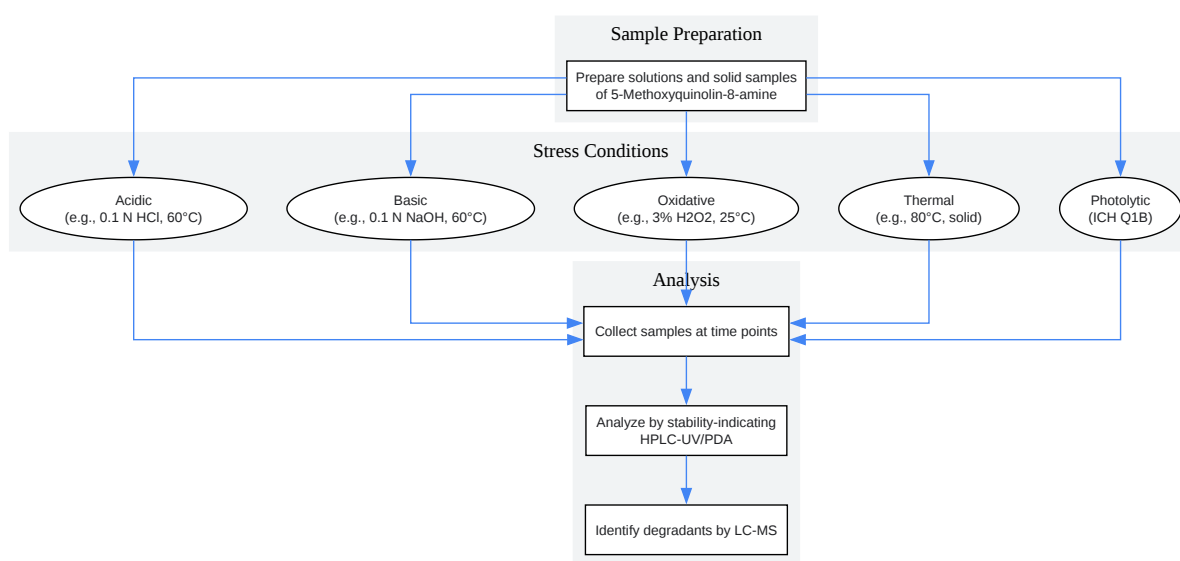 Sample Preparation
Prepare solutions and solid samples
of 5-Methoxyquinolin-8-amine
Stress Conditions
Acidic
(e.g., 0.1 N HCl, 60°C)
Basic
(e.g., 0.1 N NaOH, 60°C)
Oxidative
(e.g., 3% H2O2, 25°C)
Thermal
(e.g., 80°C, solid)
Photolytic
(ICH Q1B)
Analysis
Collect samples at time points
Analyze by stability-indicating
HPLC-UV/PDA
Identify degradants by LC-MS